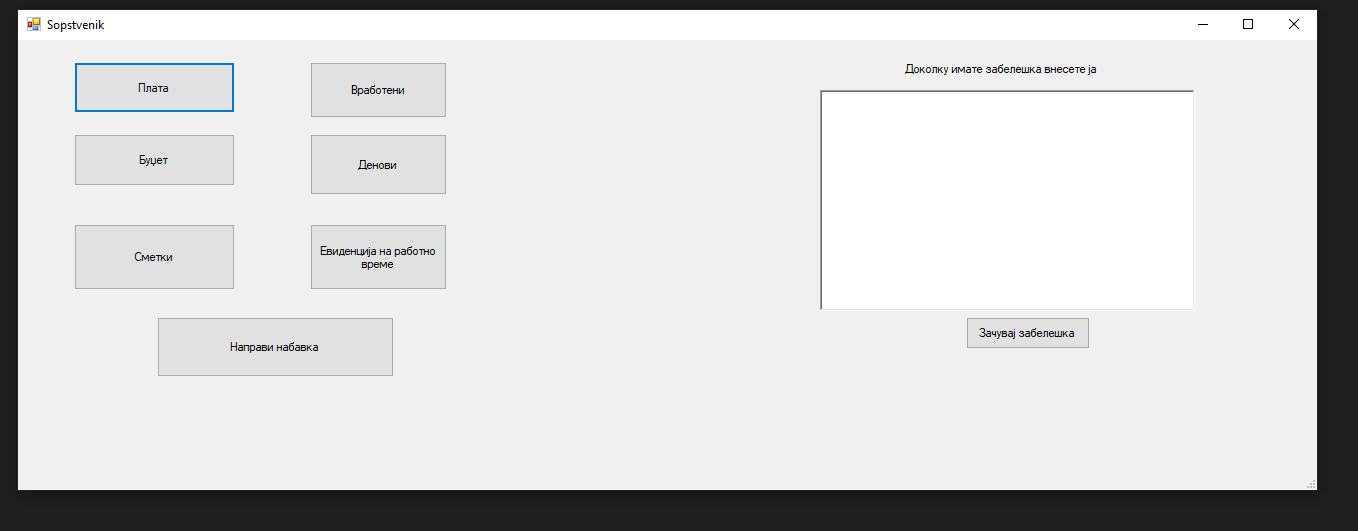 Sopstvenik
Плата
Вработени
Доколку имате забелешка внесете ја
Буџет
Денови
Сметки
Евиденција на работно
време
Направи набавка
Зачувај забелешка